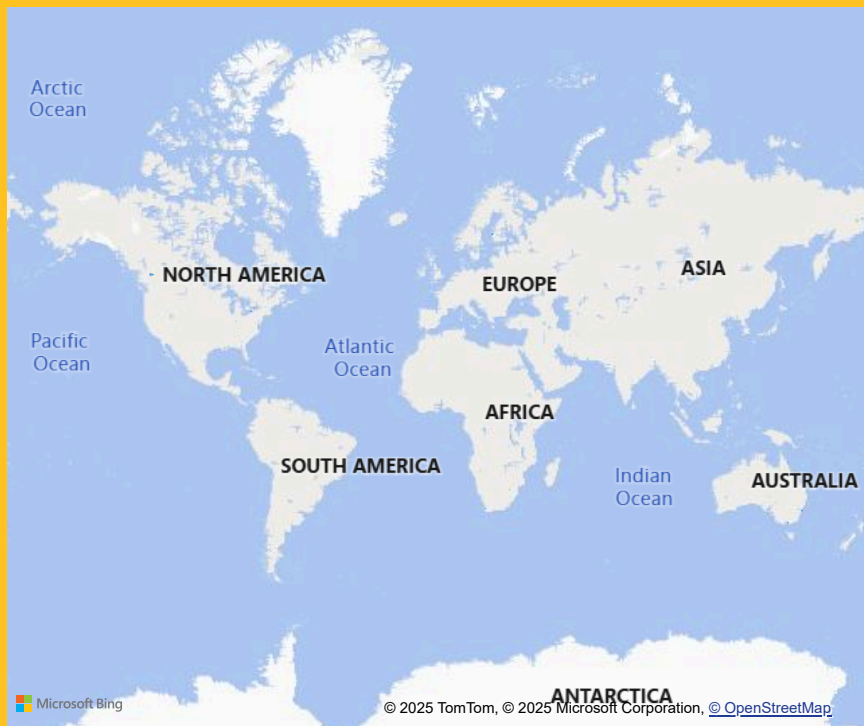 Arctic
Ocean
NORTH AMERICA
EUROPE
ASIA
Pacific
Ocean
Atlantic
Ocean
AFRICA
SOUTH AMERICA
Indian
Ocean
AUSTRALIA
ANTARCTICA
Microsoft Bing
© 2025 TomTom, © 2025 Microsoft Corporation, © OpenStreetMap